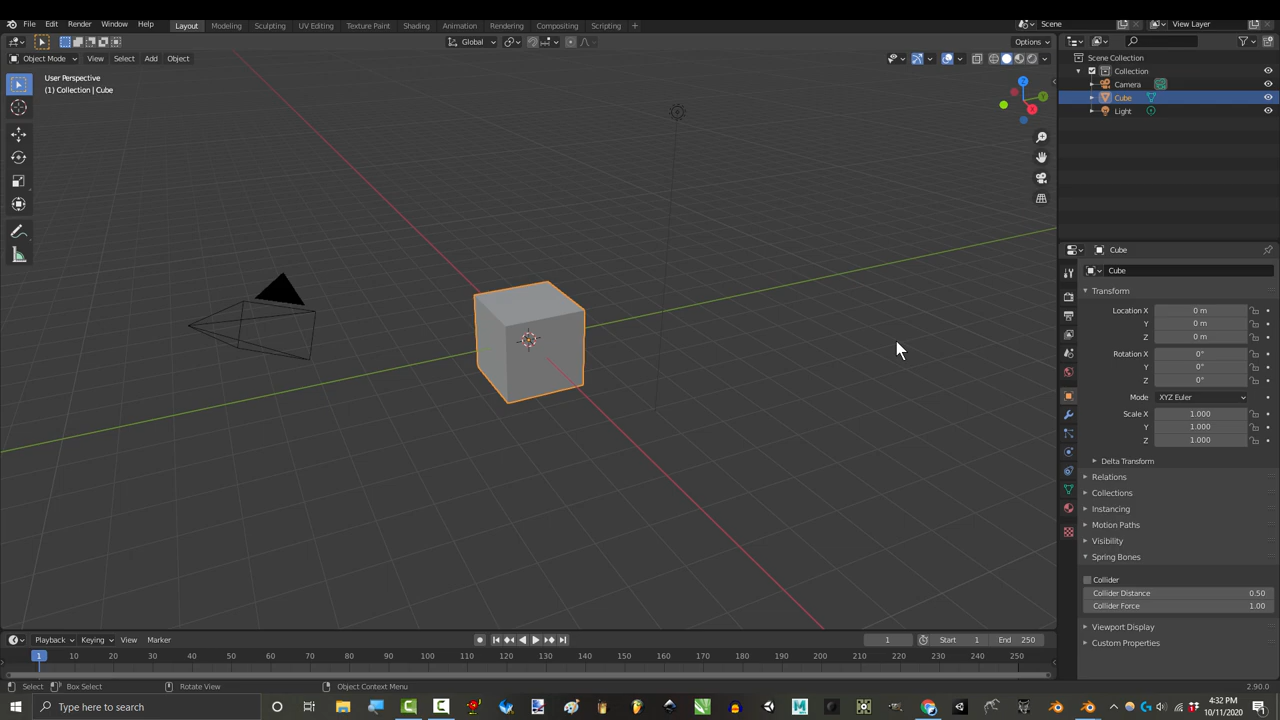 File Edit Render Window Help Layout Modeling Sculpting UV Editing Texture Paint Shading Animation Rendering Compositing Scripting + Scene View Layer
Global Options
Object Mode View Select Add Object
User Perspective
(1) Collection | Cube
Scene Collection
Collection
Camera
Cube
Light
Z
Y
X
Cube
Cube
Transform
Location X 0 m
Y 0 m
Z 0 m
Rotation X 0°
Y 0°
Z 0°
Mode XYZ Euler
Scale X 1.000
Y 1.000
Z 1.000
Delta Transform
Relations
Collections
Instancing
Motion Paths
Visibility
Spring Bones
Collider
Collider Distance 0.50
Collider Force 1.00
Viewport Display
Custom Properties
Playback Keying View Marker 1 Start 1 End 250
1 10 20 30 40 50 60 70 80 90 100 110 120 130 140 150 160 170 180 190 200 210 220 230 240 250
Select Box Select Rotate View Object Context Menu 2.90.0
Type here to search
4:32 PM
10/11/2020